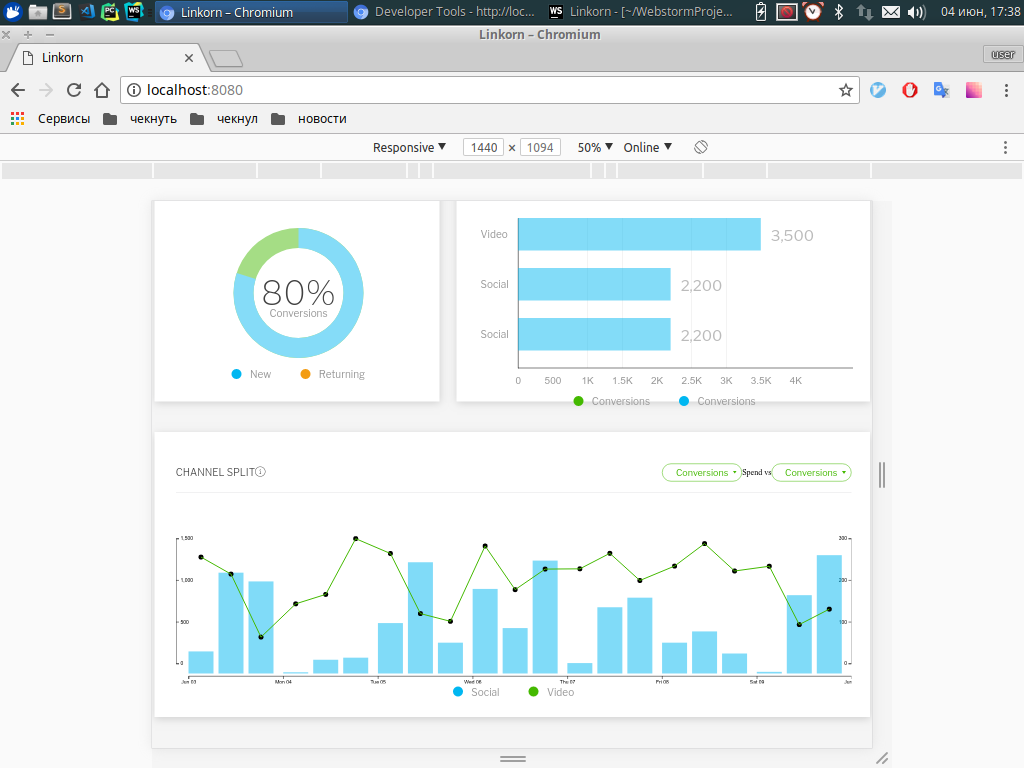 Linkorn – Chromium
Developer Tools - http://loc...
Linkorn - [~/WebstormProje...
04 июн, 17:38
Linkorn – Chromium
Linkorn
user
localhost:8080
Сервисы
чекнуть
чекнул
новости
Responsive ▼ 1440 × 1094 50% ▼ Online ▼
80%
Conversions
New
Returning
Video 3,500
Social 2,200
Social 2,200
0 500 1K 1.5K 2K 2.5K 3K 3.5K 4K
Conversions
Conversions
CHANNEL SPLIT
Conversions Spend vs Conversions
1,500 300
1,000 200
500 100
0 0
Jun 03 Mon 04 Tue 05 Wed 06 Thu 07 Fri 08 Sat 09 Jun
Social
Video